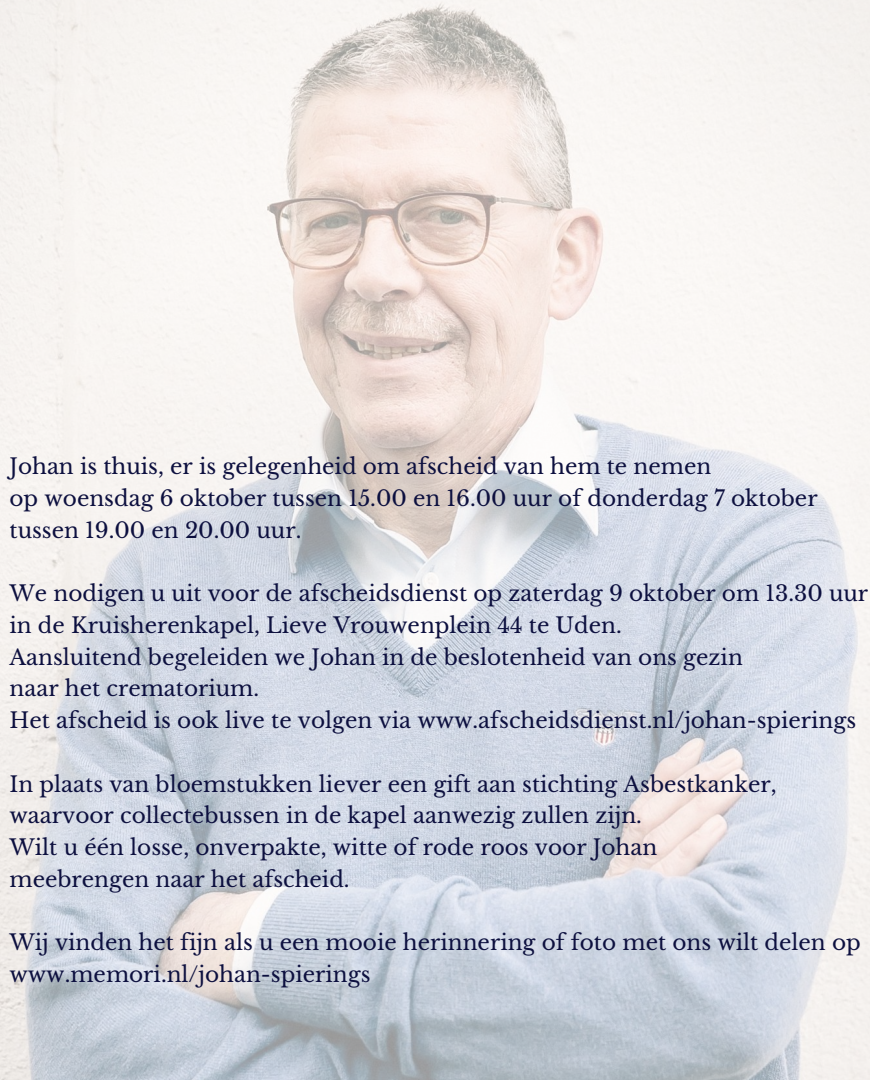 Johan is thuis, er is gelegenheid om afscheid van hem te nemen
op woensdag 6 oktober tussen 15.00 en 16.00 uur of donderdag 7 oktober
tussen 19.00 en 20.00 uur.
We nodigen u uit voor de afscheidsdienst op zaterdag 9 oktober om 13.30 uur
in de Kruisherenkapel, Lieve Vrouwenplein 44 te Uden.
Aansluitend begeleiden we Johan in de beslotenheid van ons gezin
naar het crematorium.
Het afscheid is ook live te volgen via www.afscheidsdienst.nl/johan-spierings
In plaats van bloemstukken liever een gift aan stichting Asbestkanker,
waarvoor collectebussen in de kapel aanwezig zullen zijn.
Wilt u één losse, onverpakte, witte of rode roos voor Johan
meebrengen naar het afscheid.
Wij vinden het fijn als u een mooie herinnering of foto met ons wilt delen op
www.memori.nl/johan-spierings